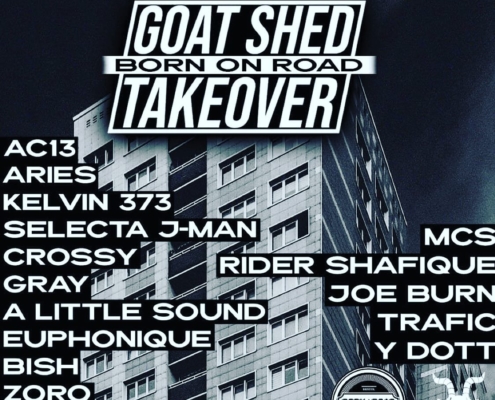 GOAT SHED
BORN ON ROAD
TAKEOVER
AC13
ARIES
KELVIN 373
SELECTA J-MAN
CROSSY
GRAY
A LITTLE SOUND
EUPHONIQUE
BISH
ZORO
MCS
RIDER SHAFIQUE
JOE BURN
TRAFIC
Y DOTT